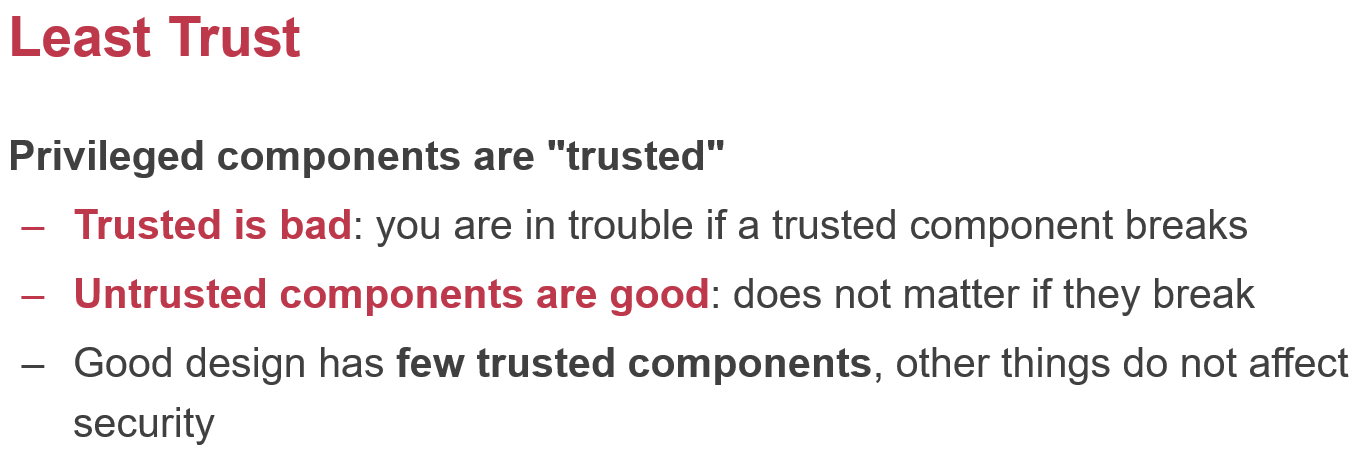 Least Trust
Privileged components are "trusted"
– Trusted is bad: you are in trouble if a trusted component breaks
– Untrusted components are good: does not matter if they break
– Good design has few trusted components, other things do not affect
security